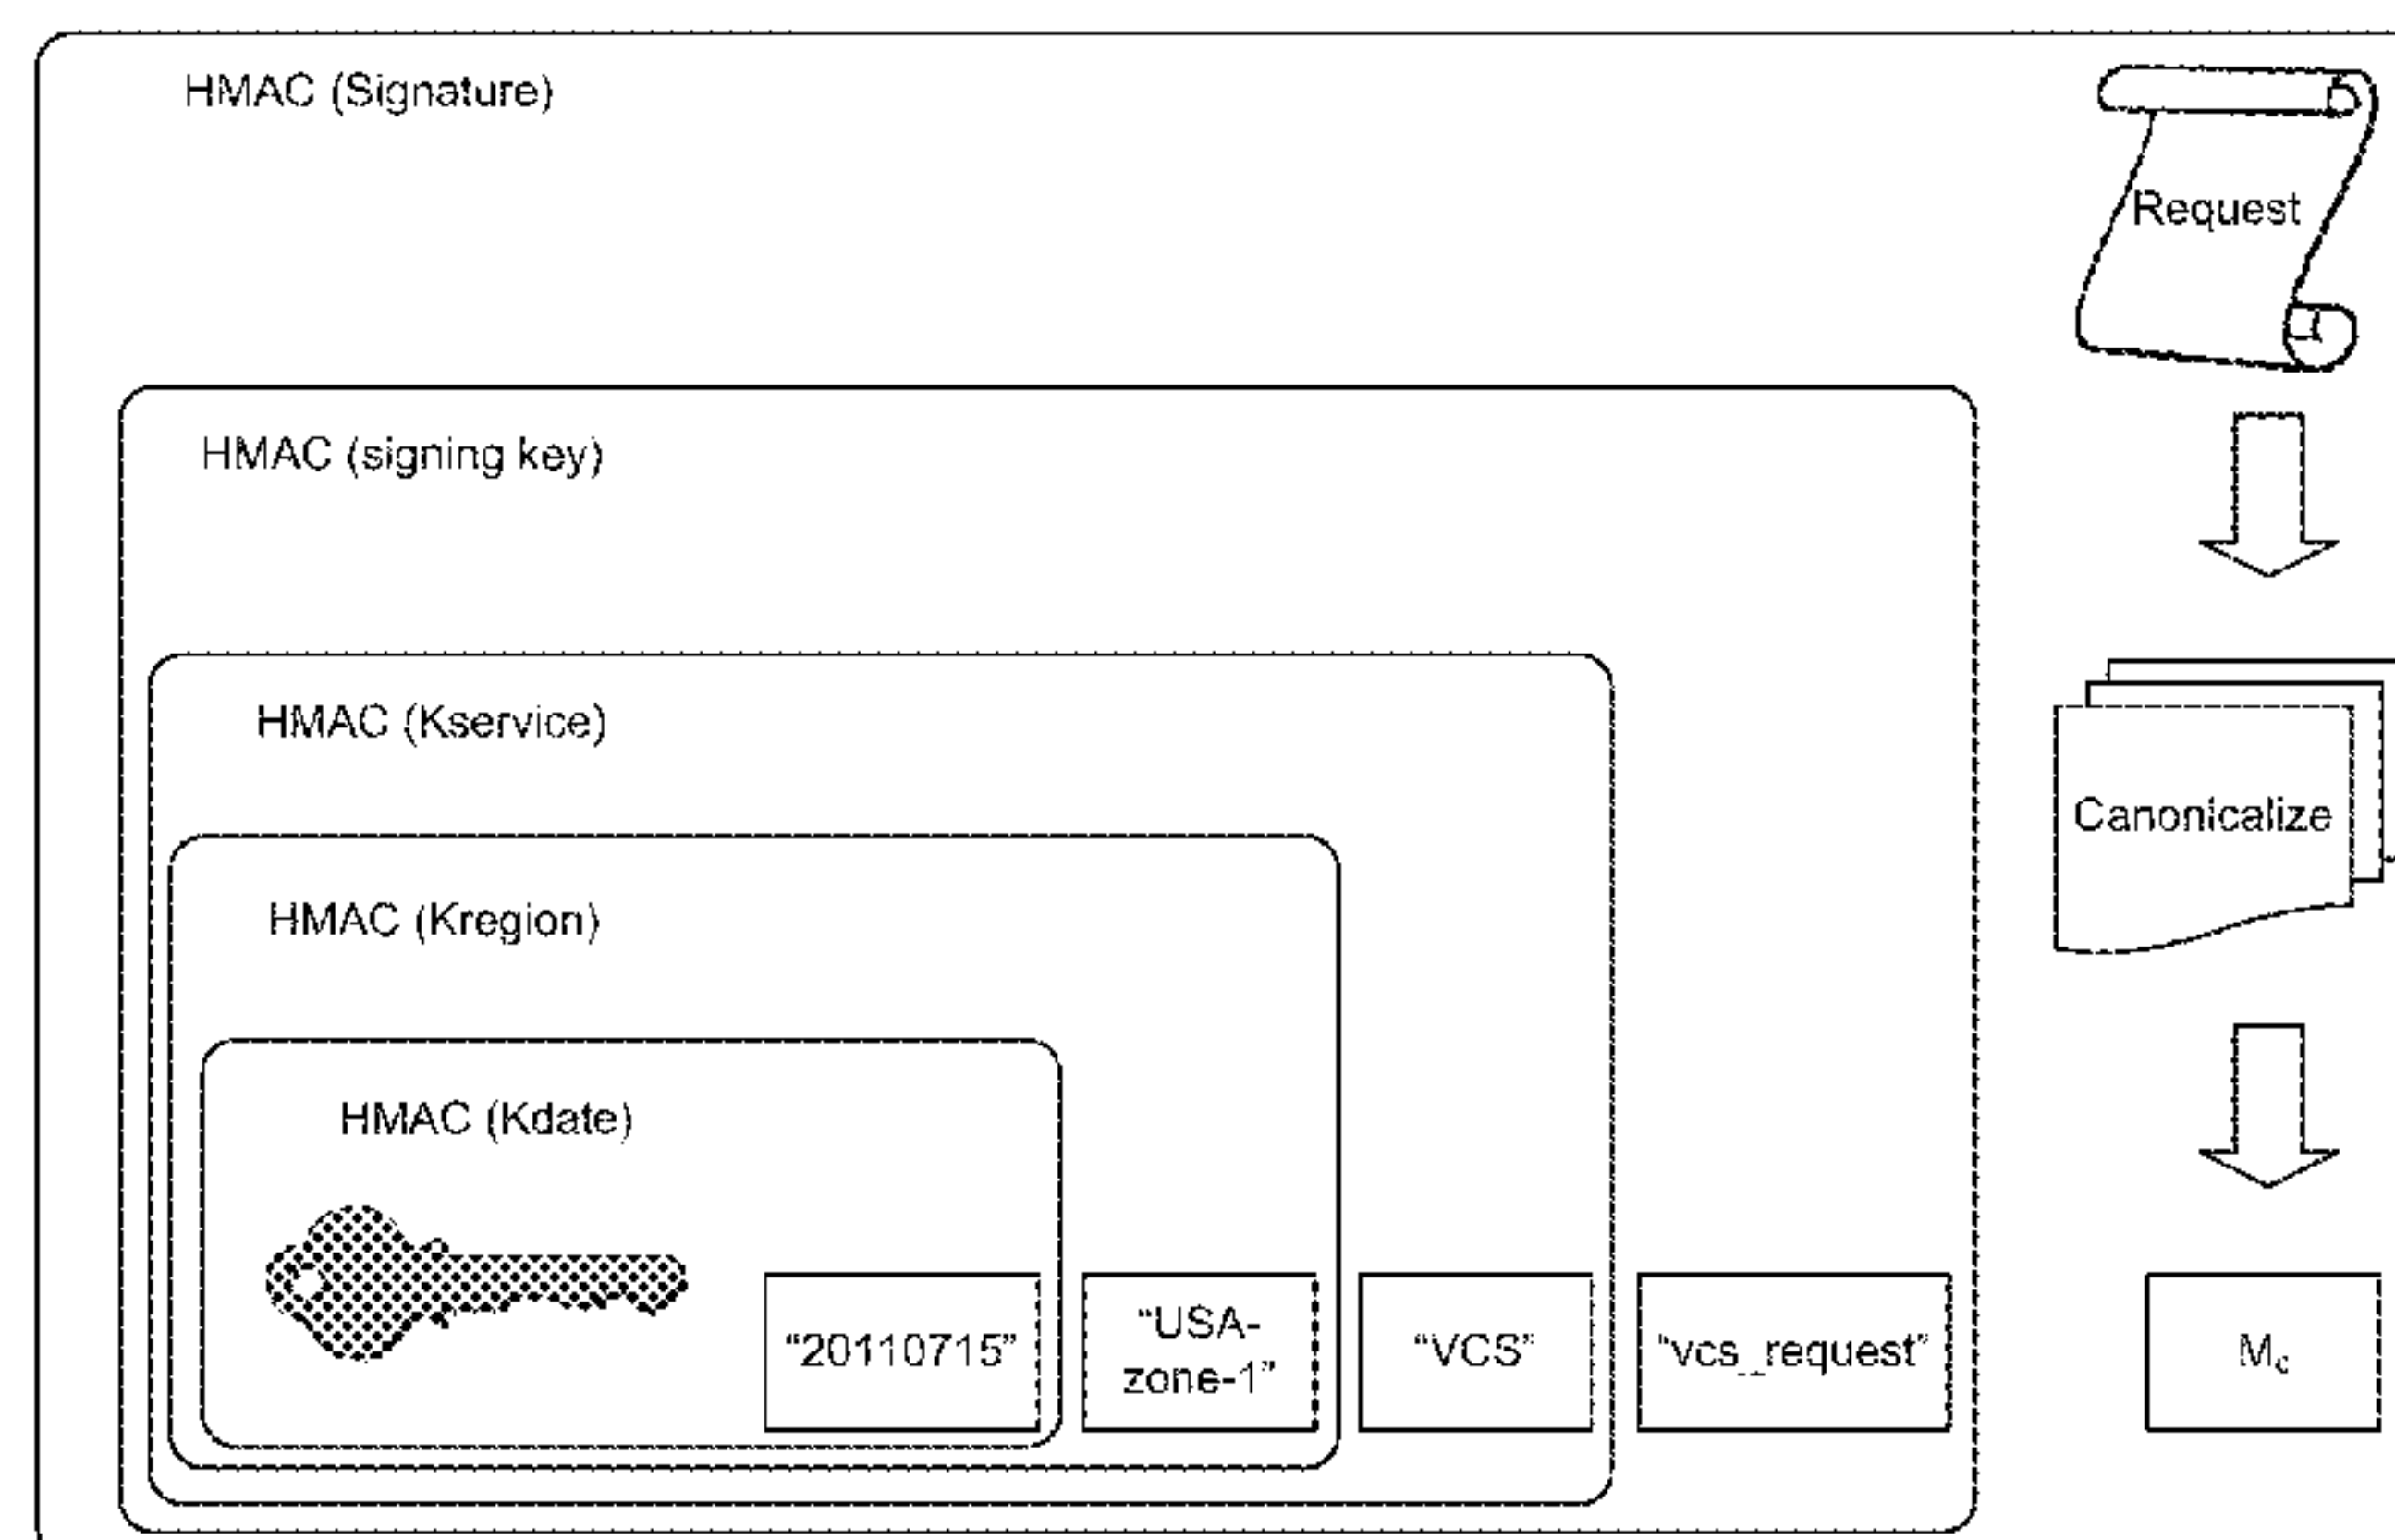 HMAC (Signature)
Request
HMAC (signing key)
HMAC (Kservice)
Canonicalize
HMAC (Kregion)
HMAC (Kdate)
“20110715”
“USA-
zone-1”
“VCS”
“vcs_request”
Mc